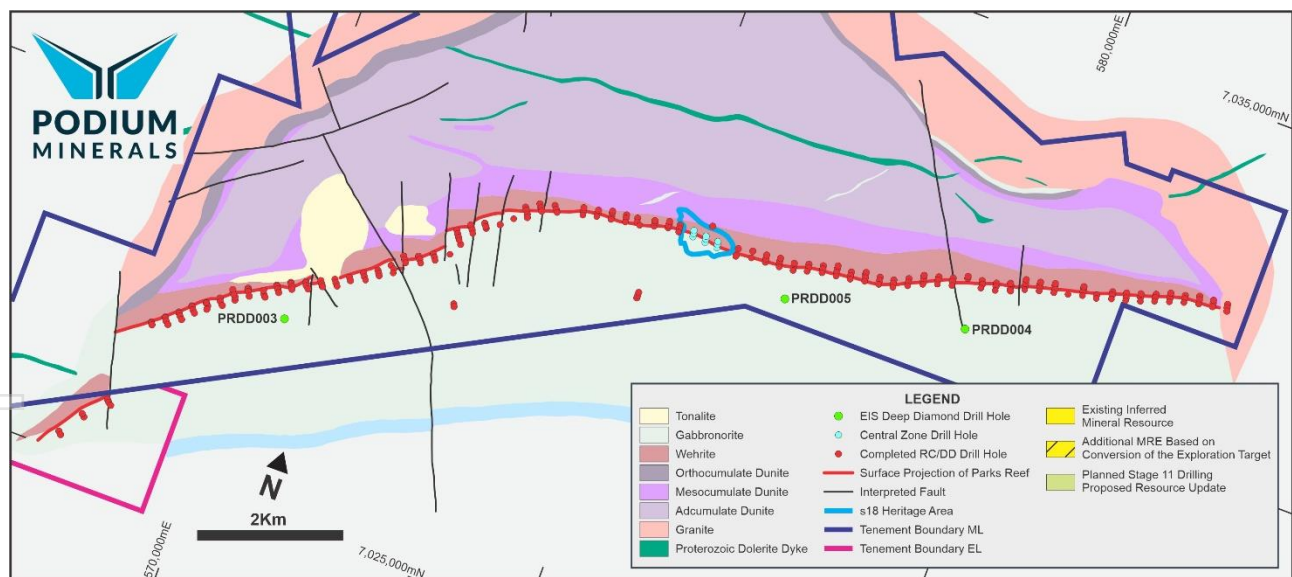 PODIUM
MINERALS
580,000mE
7,035,000mN
PRDD003
PRDD005
PRDD004
N
2Km
570,000mE
7,025,000mN
LEGEND
Tonalite
Gabbronorite
Wehrite
Orthocumulate Dunite
Mesocumulate Dunite
Adcumulate Dunite
Granite
Proterozoic Dolerite Dyke
EIS Deep Diamond Drill Hole
Central Zone Drill Hole
Completed RC/DD Drill Hole
Surface Projection of Parks Reef
Interpreted Fault
s18 Heritage Area
Tenement Boundary ML
Tenement Boundary EL
Existing Inferred
Mineral Resource
Additional MRE Based on
Conversion of the Exploration Target
Planned Stage 11 Drilling
Proposed Resource Update